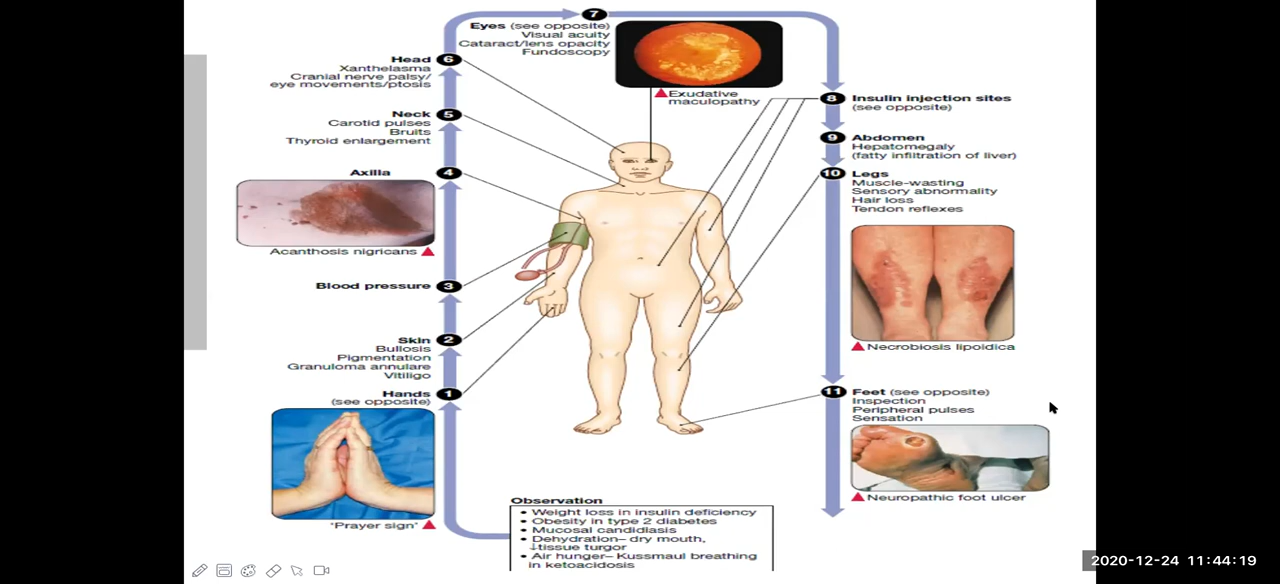 7
Eyes (see opposite)
Visual acuity
Cataract/lens opacity
Fundoscopy
Exudative
maculopathy
6
Head
Xanthelasma
Cranial nerve palsy/
eye movements/ptosis
5
Neck
Carotid pulses
Bruits
Thyroid enlargement
4
Axilla
Acanthosis nigricans
3
Blood pressure
2
Skin
Bullosis
Pigmentation
Granuloma annulare
Vitiligo
1
Hands
(see opposite)
'Prayer sign'
8
Insulin injection sites
(see opposite)
9
Abdomen
Hepatomegaly
(fatty infiltration of liver)
10
Legs
Muscle-wasting
Sensory abnormality
Hair loss
Tendon reflexes
Necrobiosis lipoidica
11
Feet (see opposite)
Inspection
Peripheral pulses
Sensation
Neuropathic foot ulcer
Observation
• Weight loss in insulin deficiency
• Obesity in type 2 diabetes
• Mucosal candidiasis
• Dehydration– dry mouth,
↓tissue turgor
• Air hunger– Kussmaul breathing
in ketoacidosis
2020-12-24 11:44:19